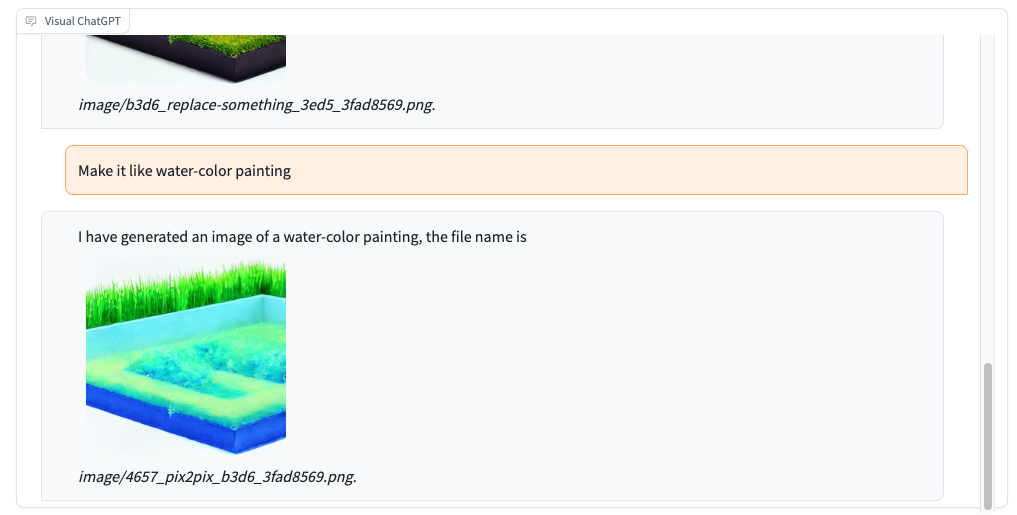 Visual ChatGPT
image/b3d6_replace-something_3ed5_3fad8569.png.
Make it like water-color painting
I have generated an image of a water-color painting, the file name is
image/4657_pix2pix_b3d6_3fad8569.png.